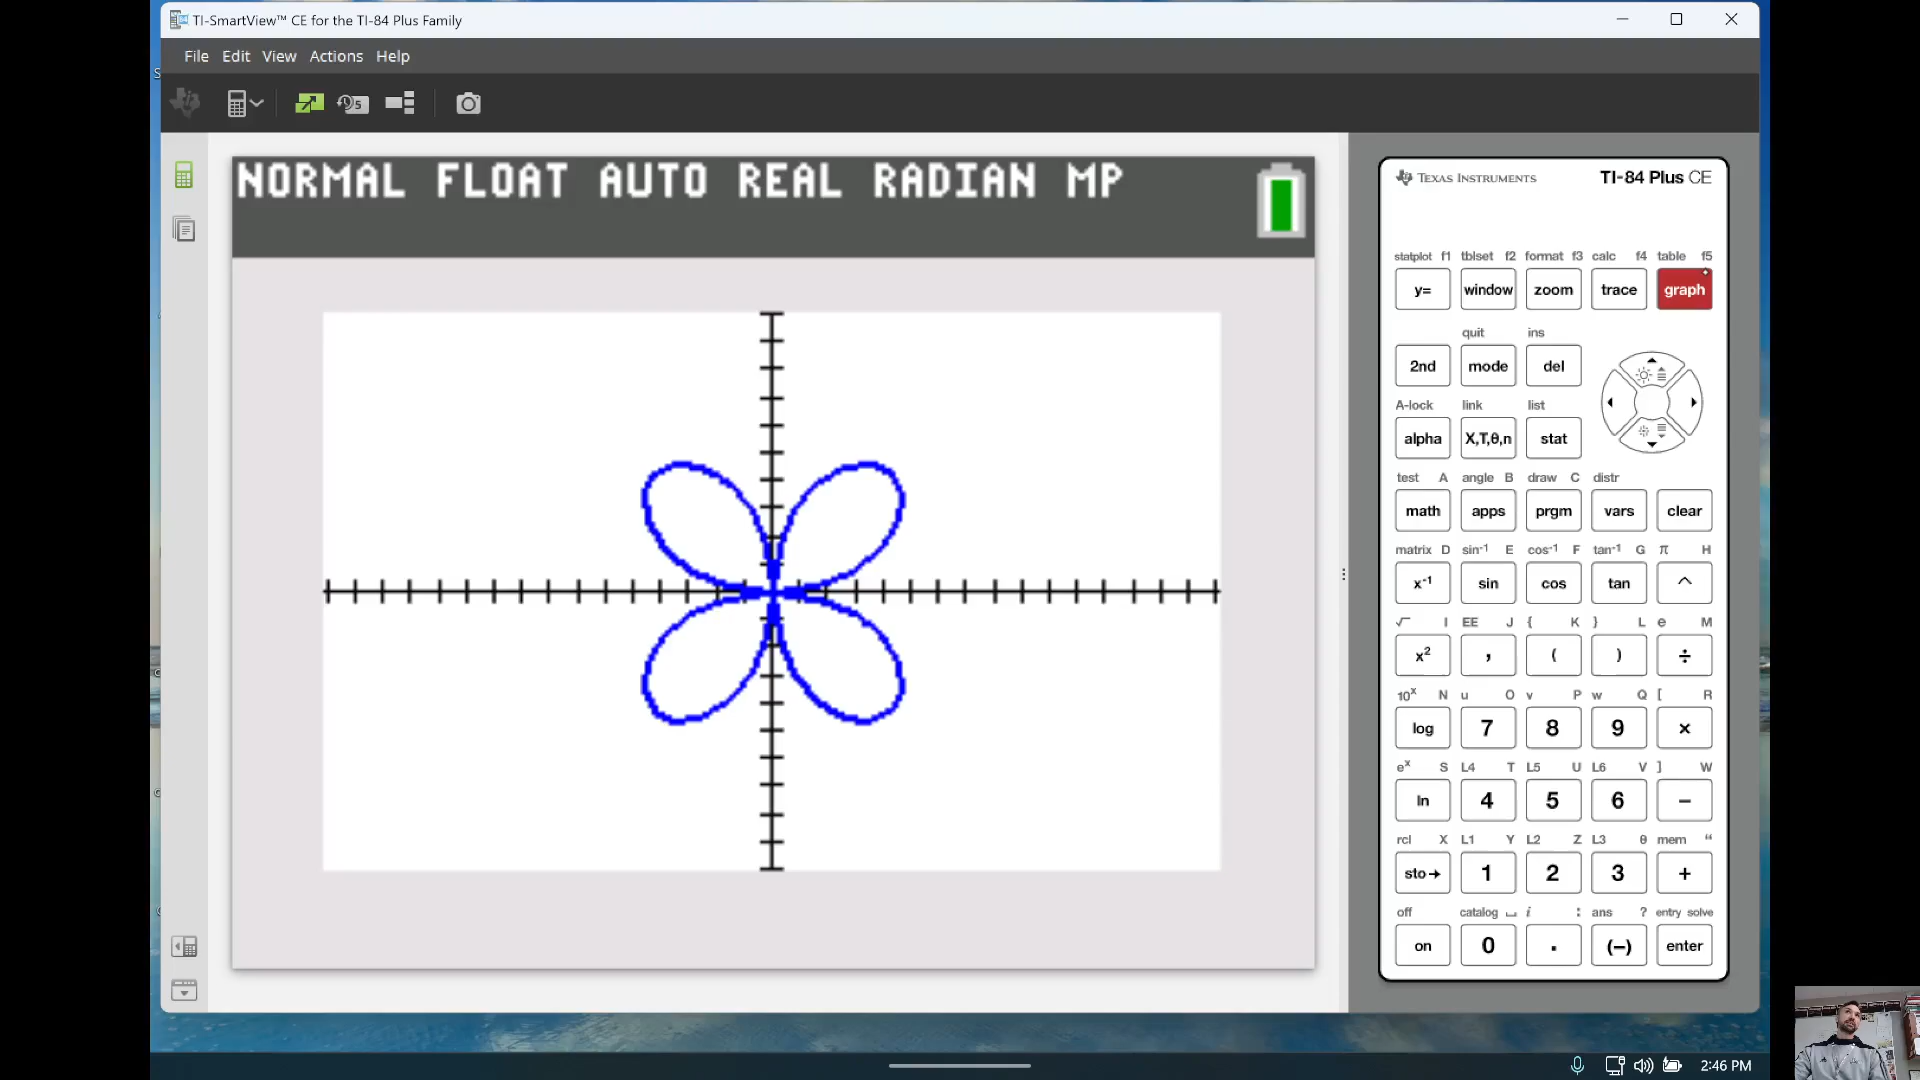 TI-SmartView™ CE for the TI-84 Plus Family
File Edit View Actions Help
NORMAL FLOAT AUTO REAL RADIAN MP
TEXAS INSTRUMENTS TI-84 Plus CE
statplot f1 tblset f2 format f3 calc f4 table f5
y= window zoom trace graph
quit ins
2nd mode del
A-lock link list
alpha X,T,θ,n stat
test A angle B draw C distr
math apps prgm vars clear
matrix D sin⁻¹ E cos⁻¹ F tan⁻¹ G π H
x⁻¹ sin cos tan ^
√ I EE J { K } L e M
x² , ( ) ÷
10ˣ N u O v P w Q [ R
log 7 8 9 ×
eˣ S L4 T L5 U L6 V ] W
ln 4 5 6 −
rcl X L1 Y L2 Z L3 θ mem “
sto→ 1 2 3 +
off catalog ⎵ i : ans ? entry solve
on 0 . (−) enter
2:46 PM